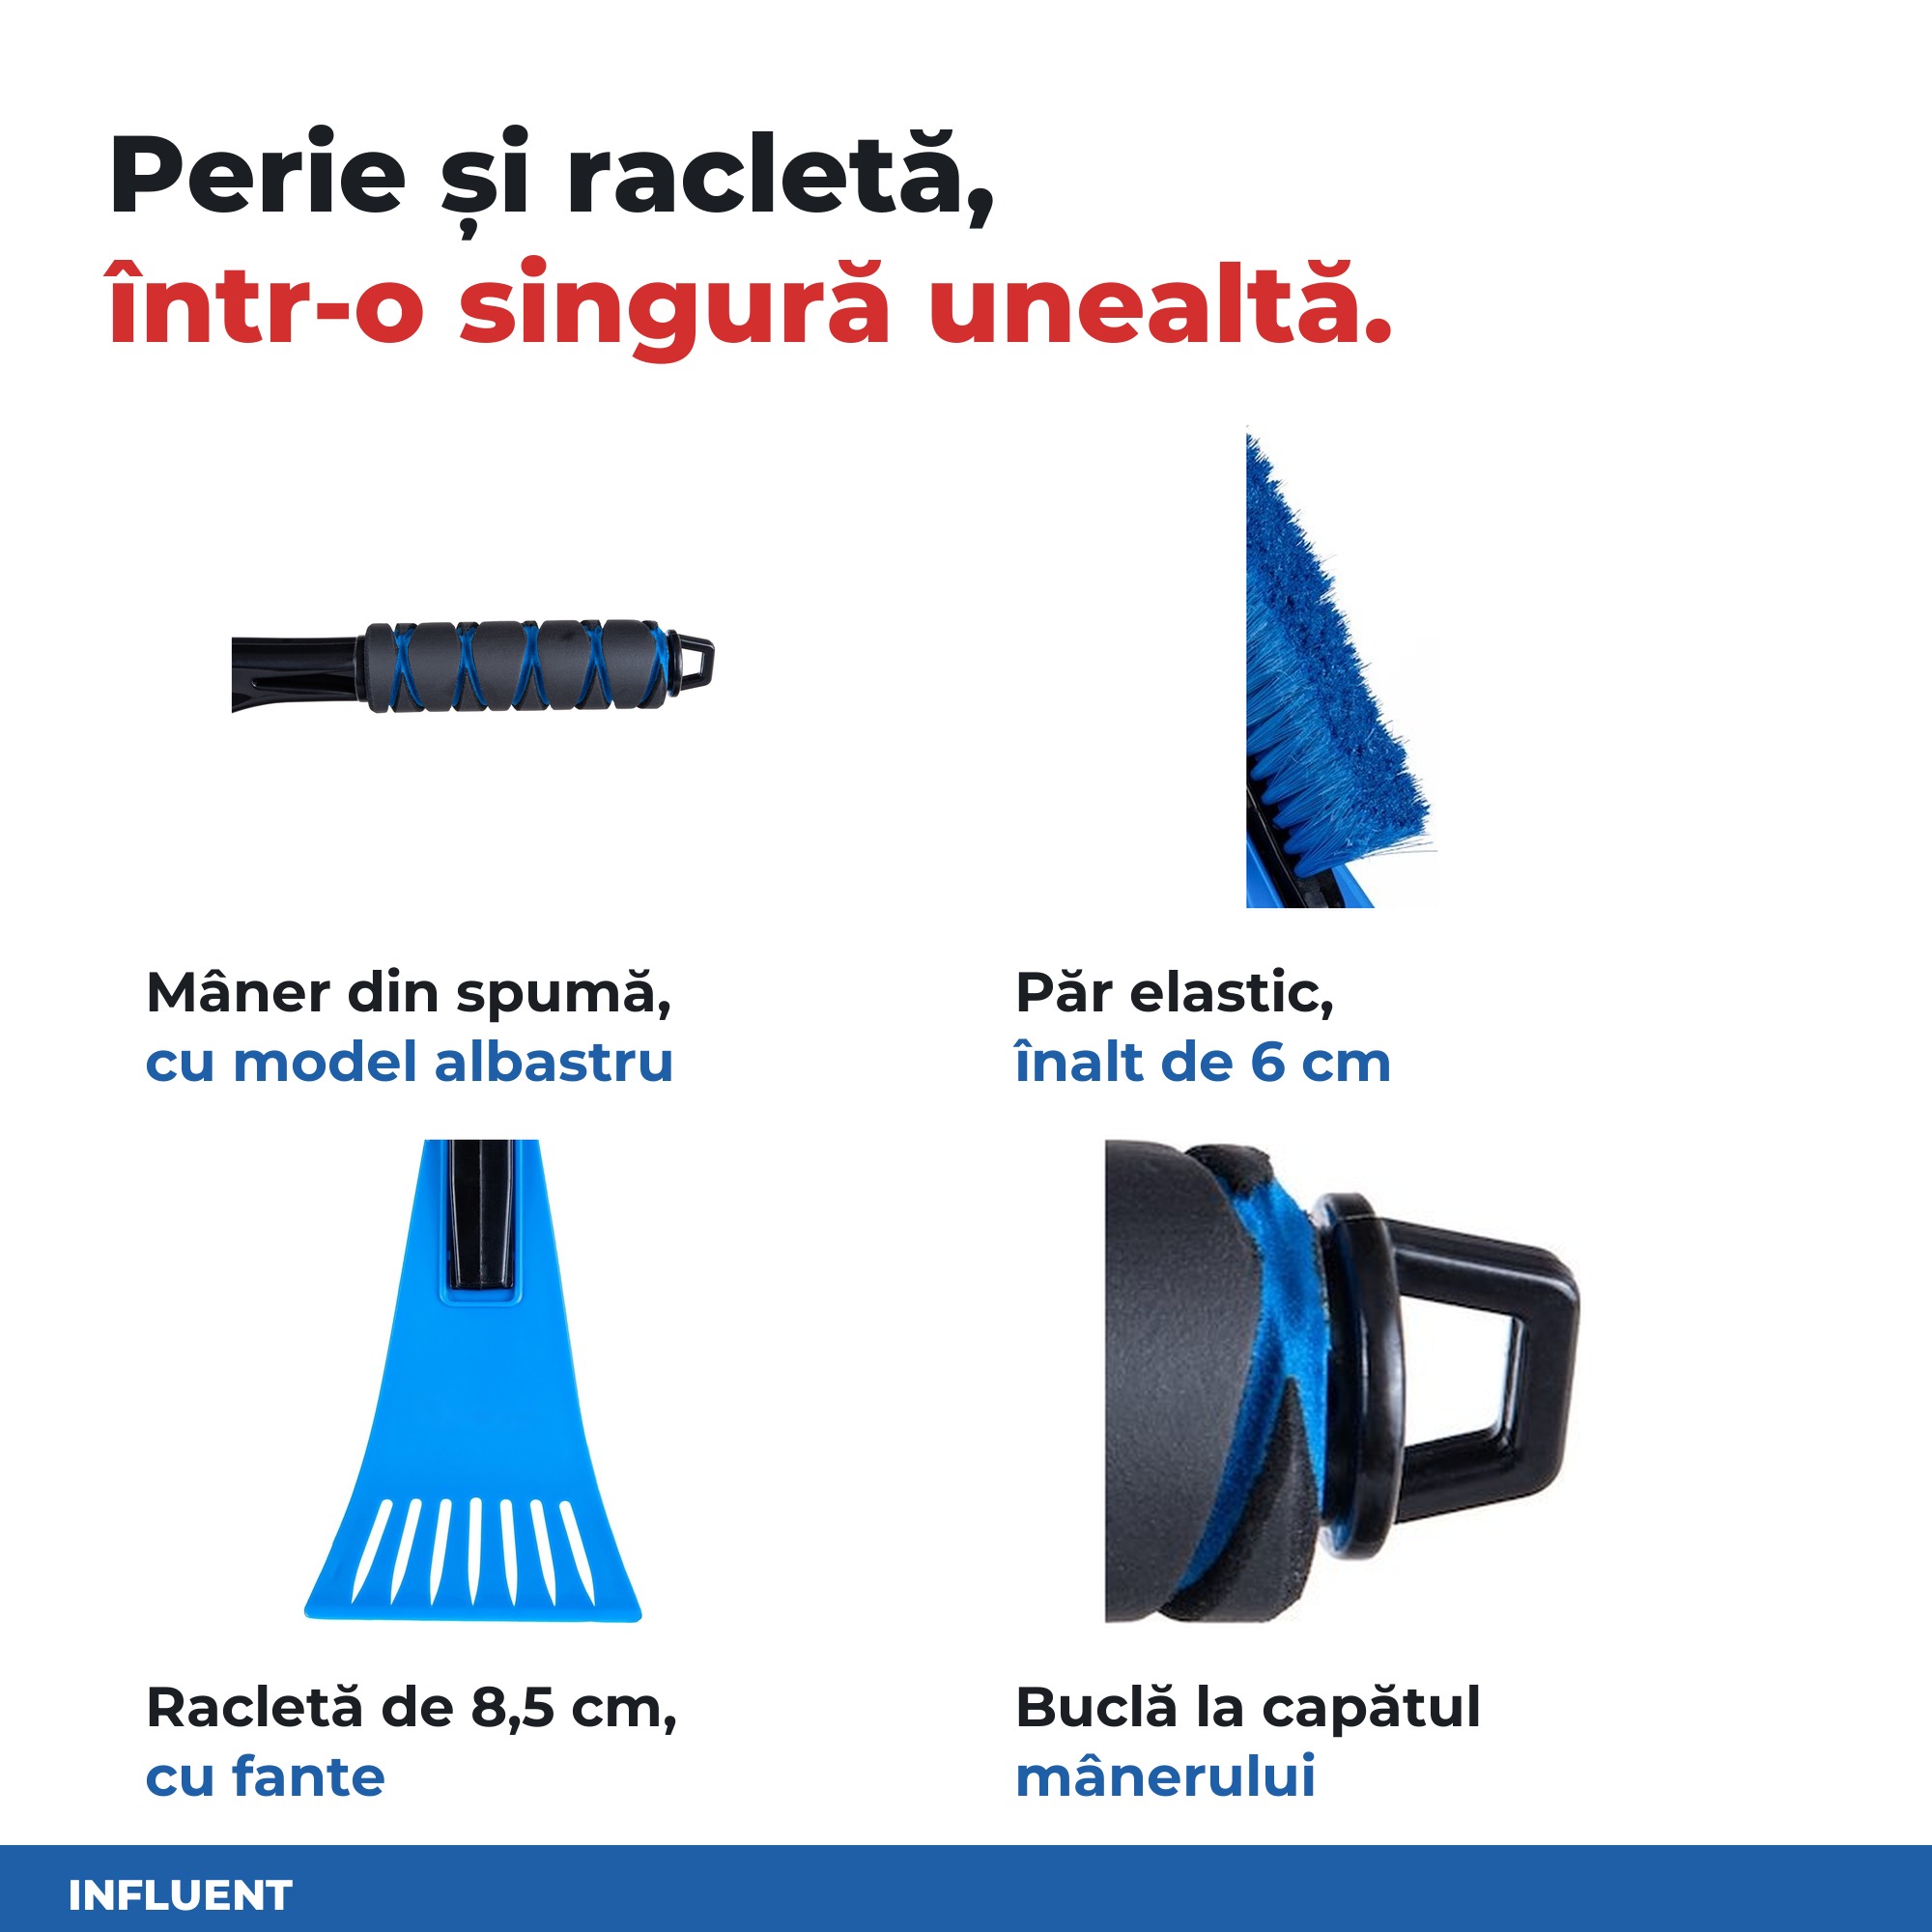 Perie și racletă,
într-o singură unealtă.
Mâner din spumă,
cu model albastru
Păr elastic,
înalt de 6 cm
Racletă de 8,5 cm,
cu fante
Buclă la capătul
mânerului
INFLUENT